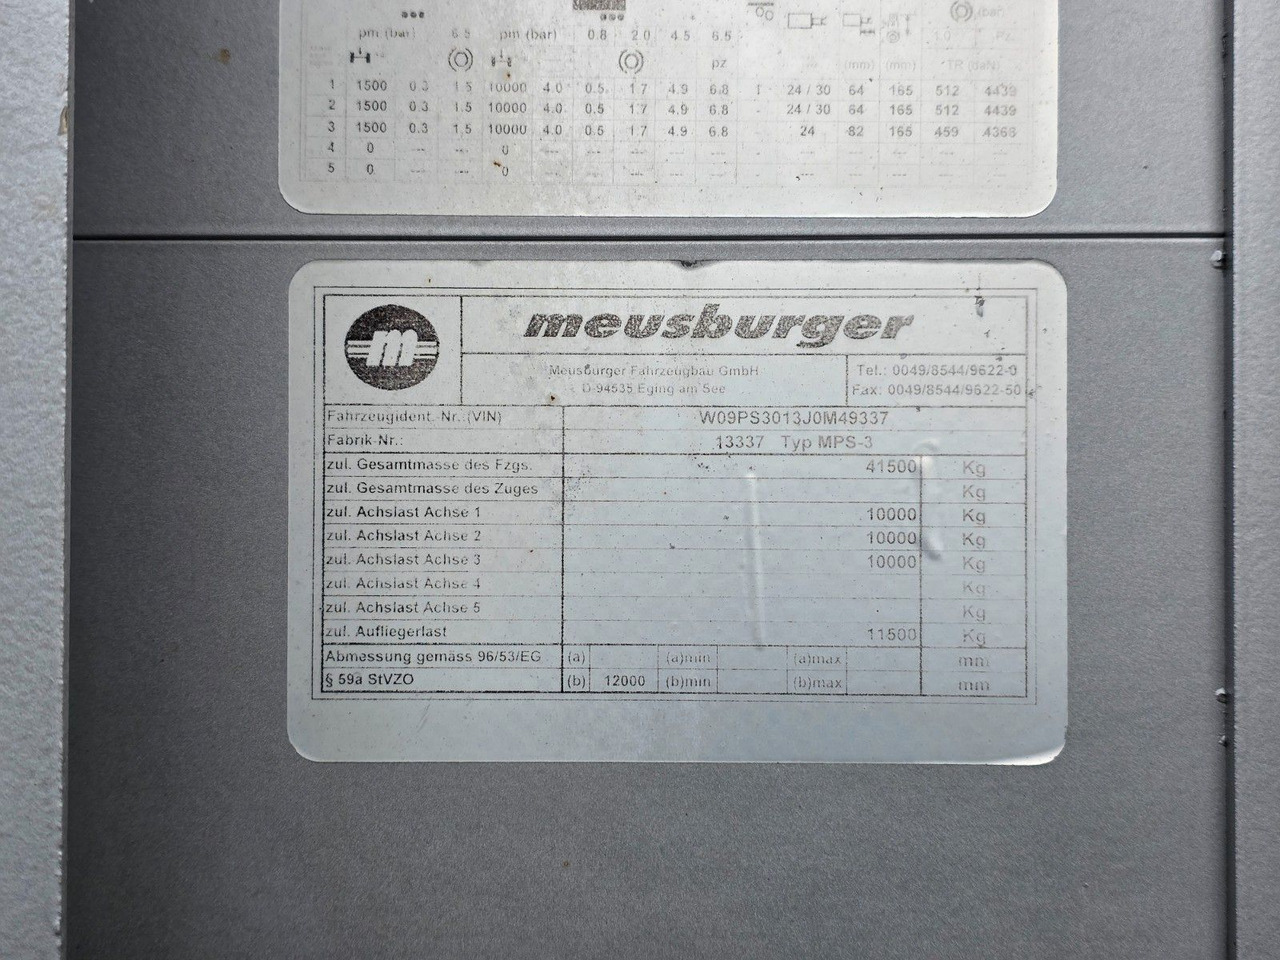 pm (bar) 6.5 pm (bar) 0.8 2.0 4.5 6.5
pz (mm) (mm) TR (daN)
1 1500 0.3 1.5 10000 4.0 0.5 1.7 4.9 6.8 24 / 30 64 165 512 4439
2 1500 0.3 1.5 10000 4.0 0.5 1.7 4.9 6.8 - 24 / 30 64 165 512 4439
3 1500 0.3 1.5 10000 4.0 0.5 1.7 4.9 6.8 - 24 82 165 459 4368
4 0 --- --- 0 --- --- --- --- --- --- --- --- --- ---
5 0 --- --- 0 --- --- --- --- --- --- --- --- --- ---
m
meusburger
Meusburger Fahrzeugbau GmbH
D-94535 Eging am See
Tel.: 0049/8544/9622-0
Fax: 0049/8544/9622-50
Fahrzeugident. Nr. (VIN) W09PS3013J0M49337
Fabrik-Nr.: 13337 Typ MPS-3
zul. Gesamtmasse des Fzgs. 41500 Kg
zul. Gesamtmasse des Zuges Kg
zul. Achslast Achse 1 10000 Kg
zul. Achslast Achse 2 10000 Kg
zul. Achslast Achse 3 10000 Kg
zul. Achslast Achse 4 Kg
zul. Achslast Achse 5 Kg
zul. Aufliegerlast 11500 Kg
Abmessung gemäss 96/53/EG (a) (a)min (a)max mm
§ 59a StVZO (b) 12000 (b)min (b)max mm